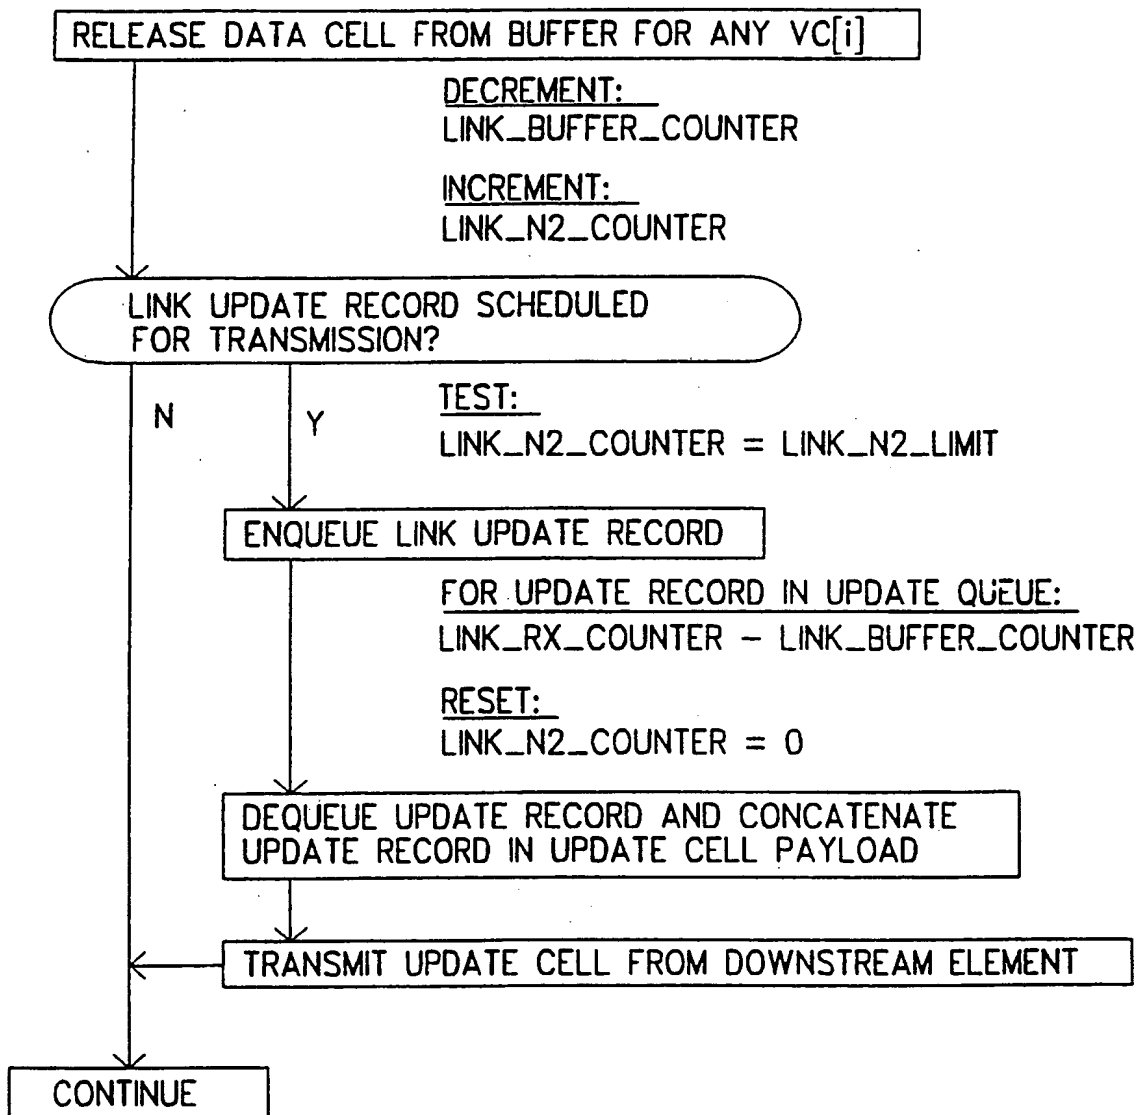 RELEASE DATA CELL FROM BUFFER FOR ANY VC[i]
DECREMENT:
LINK_BUFFER_COUNTER
INCREMENT:
LINK_N2_COUNTER
LINK UPDATE RECORD SCHEDULED
FOR TRANSMISSION?
N
Y
TEST:
LINK_N2_COUNTER = LINK_N2_LIMIT
ENQUEUE LINK UPDATE RECORD
FOR UPDATE RECORD IN UPDATE QUEUE:
LINK_RX_COUNTER – LINK_BUFFER_COUNTER
RESET:
LINK_N2_COUNTER = 0
DEQUEUE UPDATE RECORD AND CONCATENATE
UPDATE RECORD IN UPDATE CELL PAYLOAD
TRANSMIT UPDATE CELL FROM DOWNSTREAM ELEMENT
CONTINUE